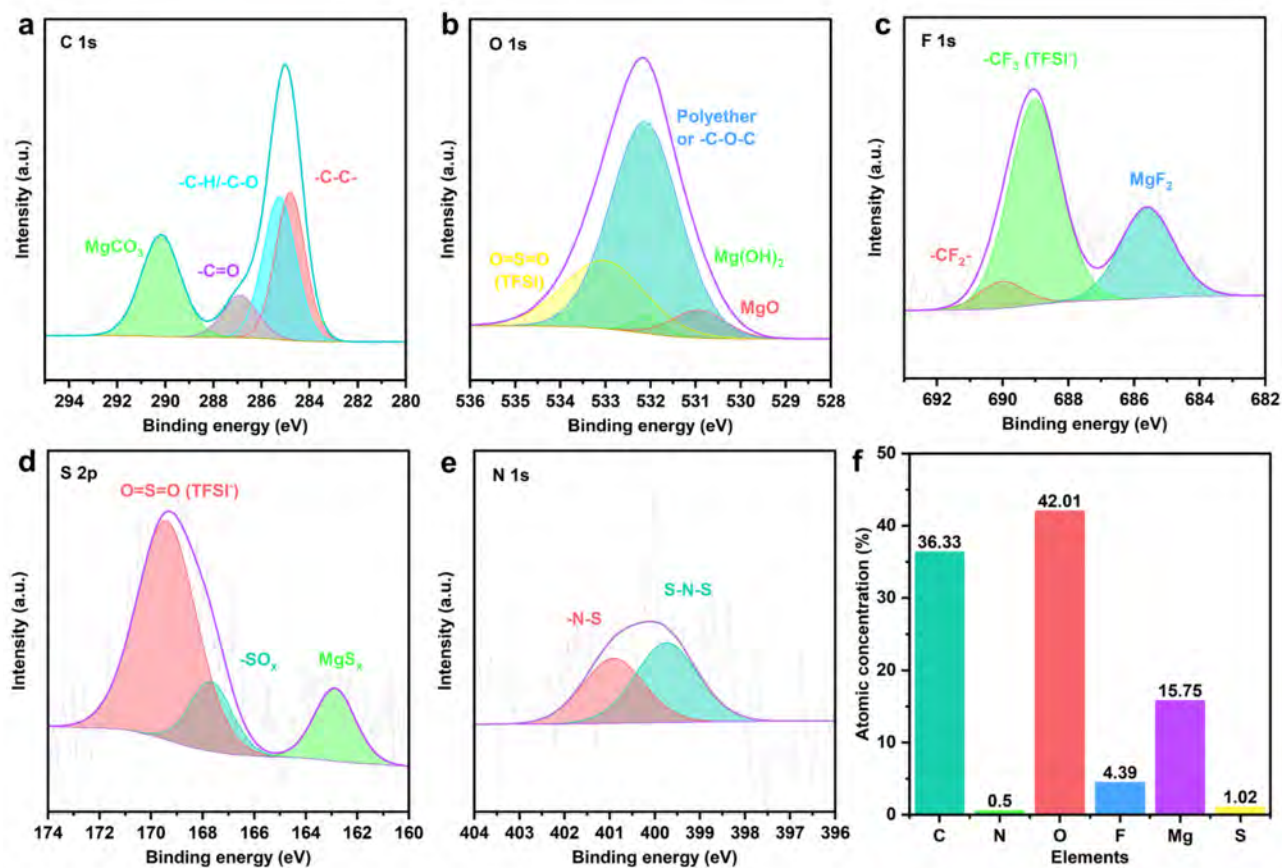 a
C 1s
-C-H/-C-O
-C-C-
MgCO₃
-C=O
Intensity (a.u.)
294 292 290 288 286 284 282 280
Binding energy (eV)
b
O 1s
Polyether
or -C-O-C
O=S=O
(TFSI)
Mg(OH)₂
MgO
Intensity (a.u.)
536 535 534 533 532 531 530 529 528
Binding energy (eV)
c
F 1s
-CF₃ (TFSI⁻)
MgF₂
-CF₂-
Intensity (a.u.)
692 690 688 686 684 682
Binding energy (eV)
d
S 2p
O=S=O (TFSI⁻)
-SOₓ
MgSₓ
Intensity (a.u.)
174 172 170 168 166 164 162 160
Binding energy (eV)
e
N 1s
S-N-S
-N-S
Intensity (a.u.)
404 403 402 401 400 399 398 397 396
Binding energy (eV)
f
Atomic concentration (%)
50
40
30
20
10
0
36.33
0.5
42.01
4.39
15.75
1.02
C N O F Mg S
Elements